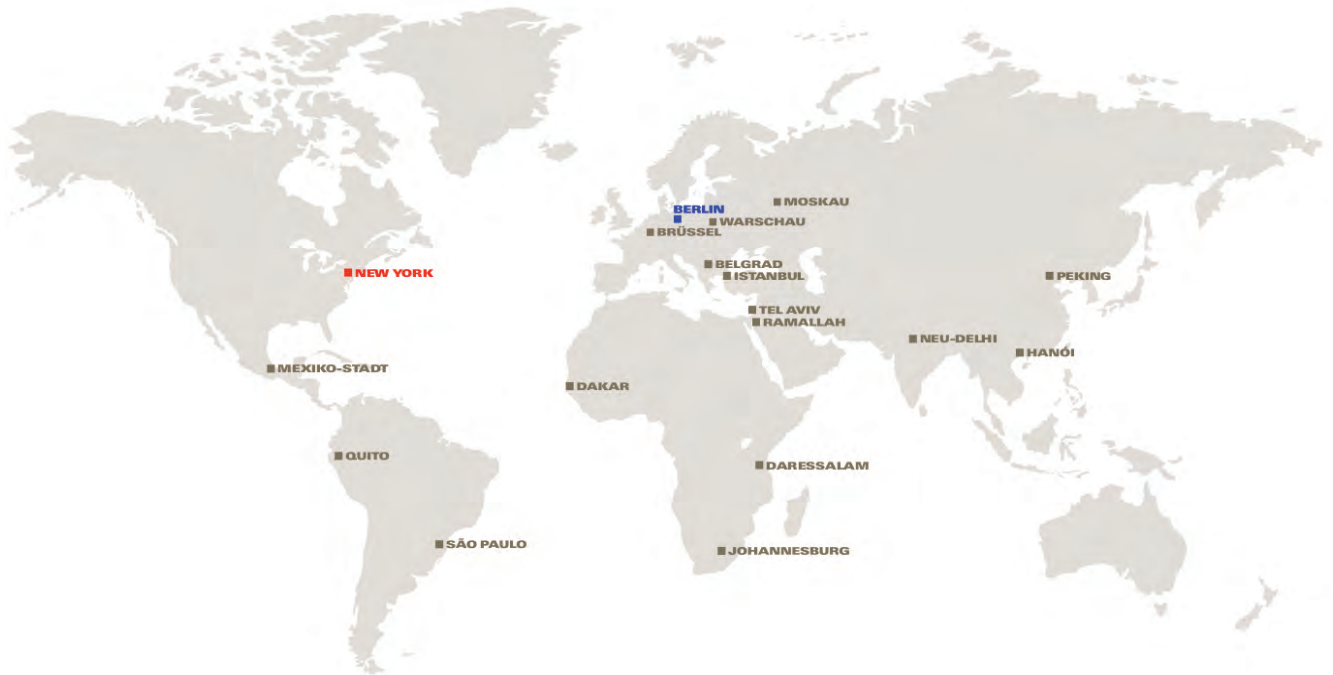 MOSKAU
BERLIN
WARSCHAU
BRÜSSEL
BELGRAD
NEW YORK
ISTANBUL
PEKING
TEL AVIV
RAMALLAH
NEU-DELHI
HANÓI
MEXIKO-STADT
DAKAR
QUITO
DARESSALAM
SÃO PAULO
JOHANNESBURG